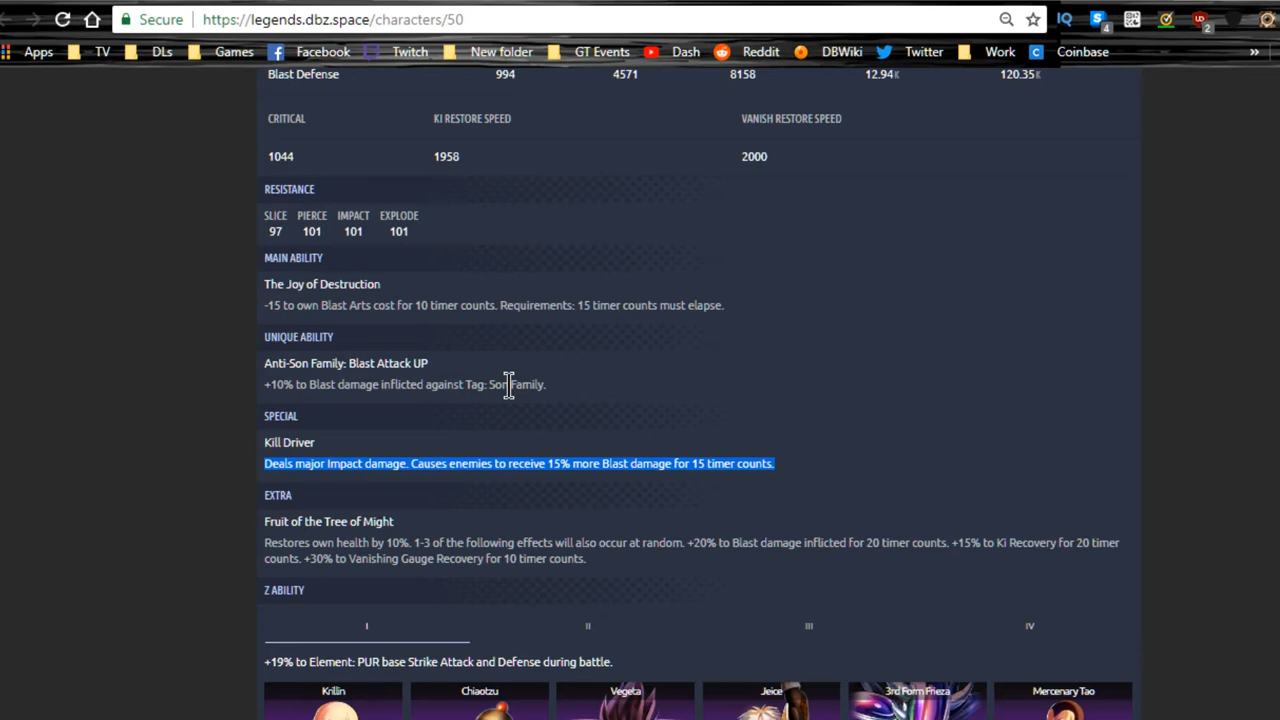 Secure https://legends.dbz.space/characters/50 IQ 4 2
Apps TV DLs Games Facebook Twitch New folder GT Events Dash Reddit DBWiki Twitter Work Coinbase »
Blast Defense 994 4571 8158 12.94K 120.35K
CRITICAL KI RESTORE SPEED VANISH RESTORE SPEED
1044 1958 2000
RESISTANCE
SLICE PIERCE IMPACT EXPLODE
97 101 101 101
MAIN ABILITY
The Joy of Destruction
-15 to own Blast Arts cost for 10 timer counts. Requirements: 15 timer counts must elapse.
UNIQUE ABILITY
Anti-Son Family: Blast Attack UP
+10% to Blast damage inflicted against Tag: Son Family.
SPECIAL
Kill Driver
Deals major Impact damage. Causes enemies to receive 15% more Blast damage for 15 timer counts.
EXTRA
Fruit of the Tree of Might
Restores own health by 10%. 1-3 of the following effects will also occur at random. +20% to Blast damage inflicted for 20 timer counts. +15% to Ki Recovery for 20 timer
counts. +30% to Vanishing Gauge Recovery for 10 timer counts.
Z ABILITY
I II III IV
+19% to Element: PUR base Strike Attack and Defense during battle.
Krillin Chiaotzu Vegeta Jeice 3rd Form Frieza Mercenary Tao